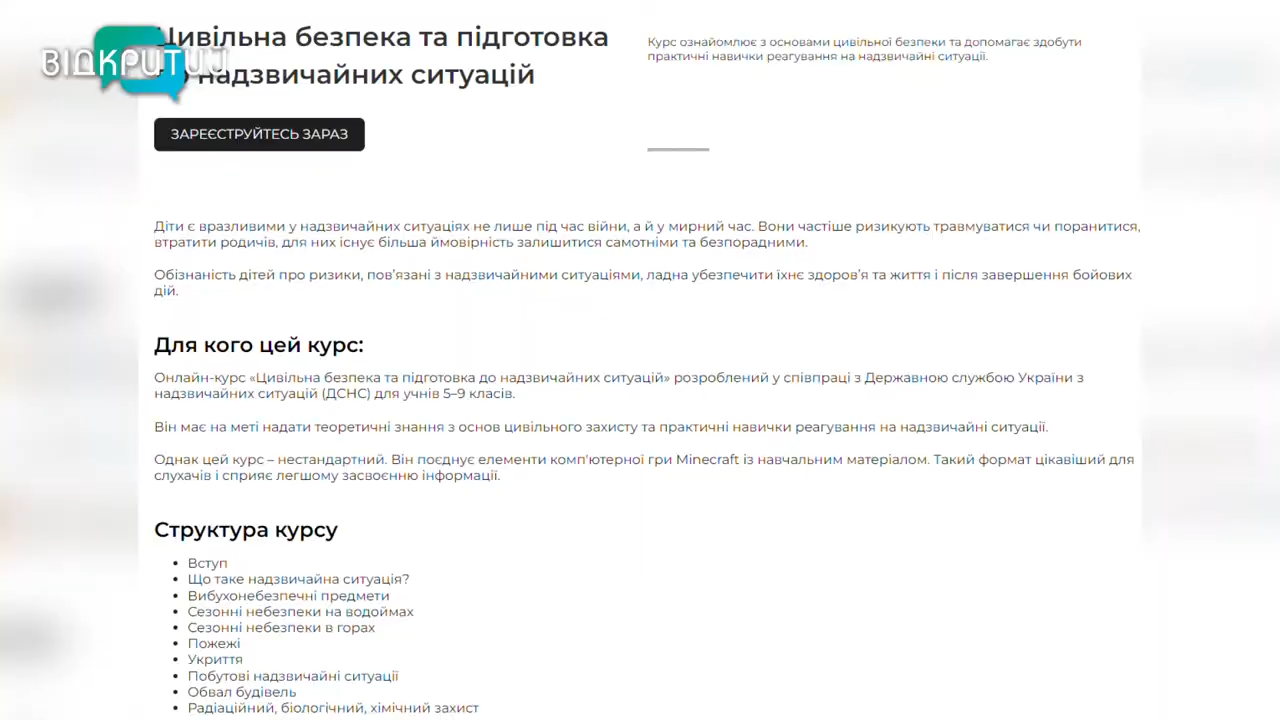 ВІДКРИТИЙ
Цивільна безпека та підготовка
до надзвичайних ситуацій
Курс ознайомлює з основами цивільної безпеки та допомагає здобути
практичні навички реагування на надзвичайні ситуації.
ЗАРЕЄСТРУЙТЕСЬ ЗАРАЗ
Діти є вразливими у надзвичайних ситуаціях не лише під час війни, а й у мирний час. Вони частіше ризикують травмуватися чи поранитися,
втратити родичів, для них існує більша ймовірність залишитися самотніми та безпорадними.
Обізнаність дітей про ризики, пов’язані з надзвичайними ситуаціями, ладна убезпечити їхнє здоров’я та життя і після завершення бойових
дій.
Для кого цей курс:
Онлайн-курс «Цивільна безпека та підготовка до надзвичайних ситуацій» розроблений у співпраці з Державною службою України з
надзвичайних ситуацій (ДСНС) для учнів 5–9 класів.
Він має на меті надати теоретичні знання з основ цивільного захисту та практичні навички реагування на надзвичайні ситуації.
Однак цей курс – нестандартний. Він поєднує елементи комп'ютерної гри Minecraft із навчальним матеріалом. Такий формат цікавіший для
слухачів і сприяє легшому засвоєнню інформації.
Структура курсу
• Вступ
• Що таке надзвичайна ситуація?
• Вибухонебезпечні предмети
• Сезонні небезпеки на водоймах
• Сезонні небезпеки в горах
• Пожежі
• Укриття
• Побутові надзвичайні ситуації
• Обвал будівель
• Радіаційний, біологічний, хімічний захист